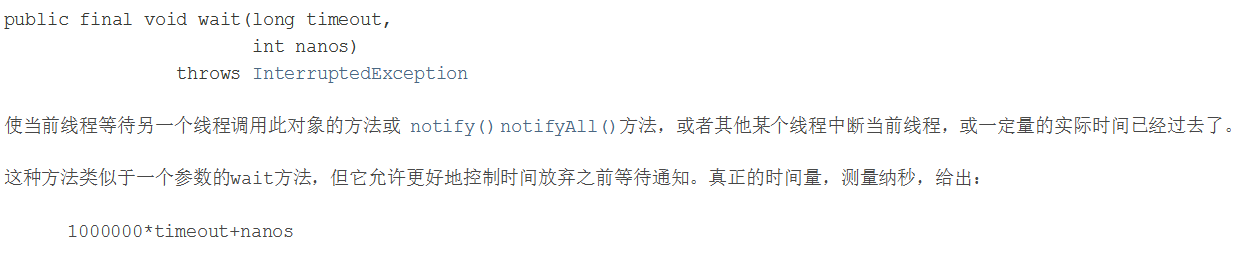 public final void wait(long timeout,
int nanos)
throws InterruptedException
使当前线程等待另一个线程调用此对象的方法或 notify()notifyAll()方法，或者其他某个线程中断当前线程，或一定量的实际时间已经过去了。
这种方法类似于一个参数的wait方法，但它允许更好地控制时间放弃之前等待通知。真正的时间量，测量纳秒，给出：
1000000*timeout+nanos